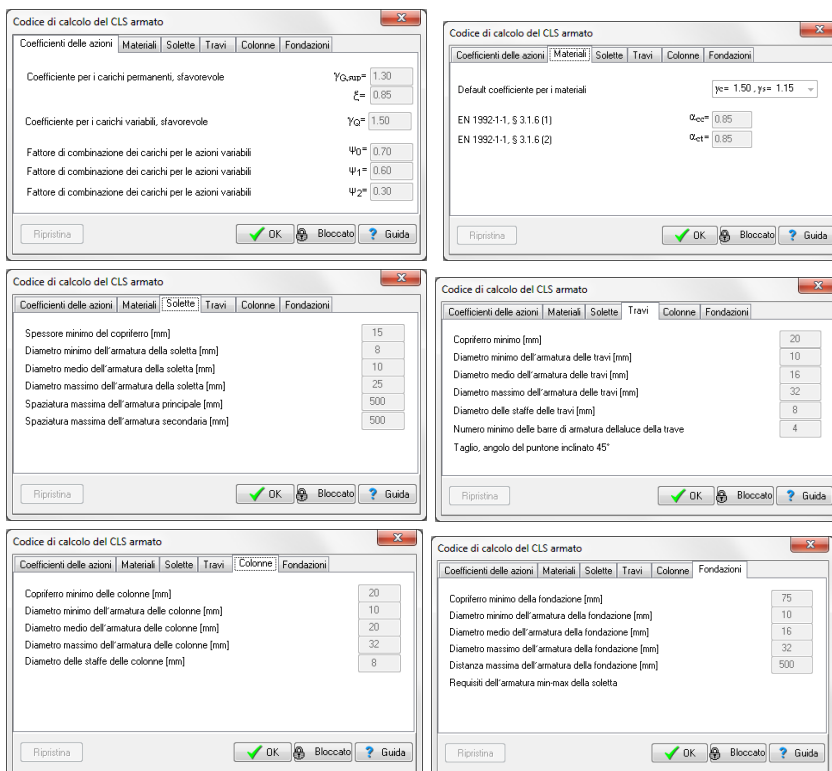 Codice di calcolo del CLS armato
Coefficienti delle azioni Materiali Solette Travi Colonne Fondazioni
Coefficiente per i carichi permanenti, sfavorevole γG,sup= 1.30
ξ= 0.85
Coefficiente per i carichi variabili, sfavorevole γQ= 1.50
Fattore di combinazione dei carichi per le azioni variabili Ψ0= 0.70
Fattore di combinazione dei carichi per le azioni variabili Ψ1= 0.60
Fattore di combinazione dei carichi per le azioni variabili Ψ2= 0.30
Ripristina OK Bloccato ? Guida
Codice di calcolo del CLS armato
Coefficienti delle azioni Materiali Solette Travi Colonne Fondazioni
Default coefficiente per i materiali γc= 1.50 , γs= 1.15
EN 1992-1-1, § 3.1.6 (1) αcc= 0.85
EN 1992-1-1, § 3.1.6 (2) αct= 0.85
Ripristina OK Bloccato ? Guida
Codice di calcolo del CLS armato
Coefficienti delle azioni Materiali Solette Travi Colonne Fondazioni
Spessore minimo del copriferro [mm] 15
Diametro minimo dell'armatura della soletta [mm] 8
Diametro medio dell'armatura della soletta [mm] 10
Diametro massimo dell'armatura della soletta [mm] 25
Spaziatura massima dell'armatura principale [mm] 500
Spaziatura massima dell'armatura secondaria [mm] 500
Ripristina OK Bloccato ? Guida
Codice di calcolo del CLS armato
Coefficienti delle azioni Materiali Solette Travi Colonne Fondazioni
Copriferro minimo [mm] 20
Diametro minimo dell'armatura delle travi [mm] 10
Diametro medio dell'armatura delle travi [mm] 16
Diametro massimo dell'armatura delle travi [mm] 32
Diametro delle staffe delle travi [mm] 8
Numero minimo delle barre di armatura dellaluce della trave 4
Taglio, angolo del puntone inclinato 45°
Ripristina OK Bloccato ? Guida
Codice di calcolo del CLS armato
Coefficienti delle azioni Materiali Solette Travi Colonne Fondazioni
Copriferro minimo delle colonne [mm] 20
Diametro minimo dell'armatura delle colonne [mm] 10
Diametro medio dell'armatura delle colonne [mm] 20
Diametro massimo dell'armatura delle colonne [mm] 32
Diametro delle staffe delle colonne [mm] 8
Ripristina OK Bloccato ? Guida
Codice di calcolo del CLS armato
Coefficienti delle azioni Materiali Solette Travi Colonne Fondazioni
Copriferro minimo della fondazione [mm] 75
Diametro minimo dell'armatura della fondazione [mm] 10
Diametro medio dell'armatura della fondazione [mm] 16
Diametro massimo dell'armatura della fondazione [mm] 32
Distanza massima dell'armatura della fondazione [mm] 500
Requisiti dell'armatura min-max della soletta
Ripristina OK Bloccato ? Guida